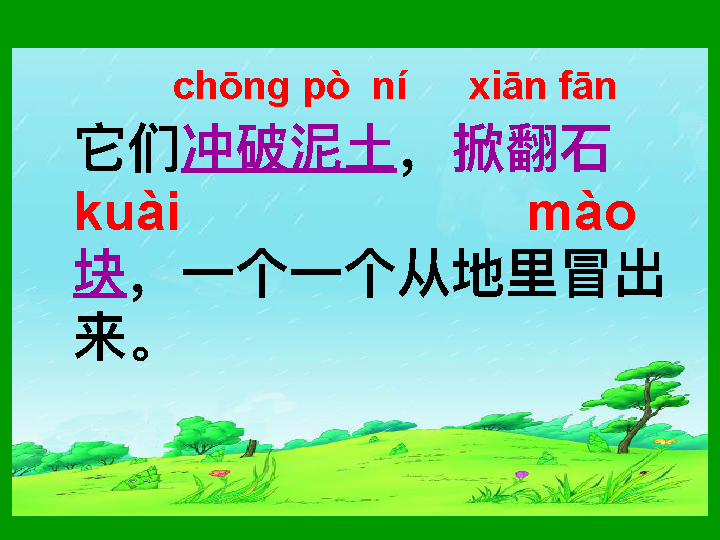 chōng pò ní xiān fān
它们冲破泥土，掀翻石
kuài mào
块，一个一个从地里冒出
来。